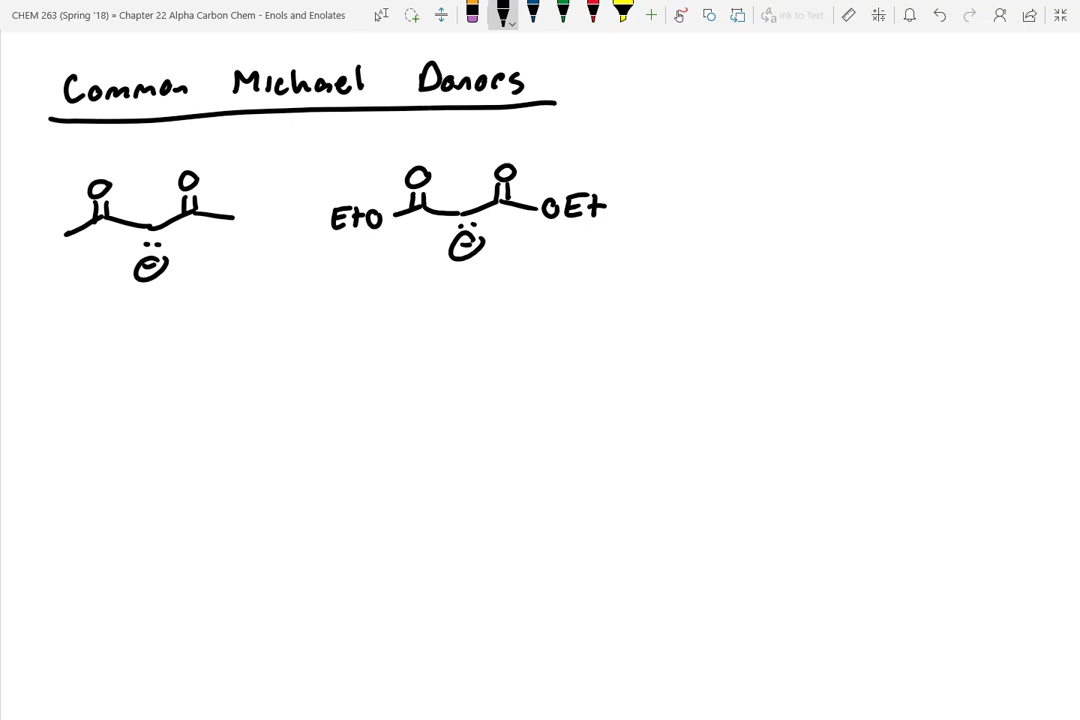 CHEM 263 (Spring '18) » Chapter 22 Alpha Carbon Chem - Enols and Enolates
Ink to Text
Common Michael Donors
O O O O
EtO OEt